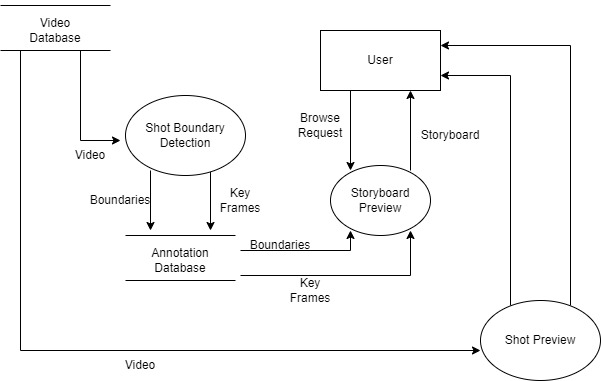 Video
Database
User
Browse
Request
Shot Boundary
Detection
Storyboard
Video
Boundaries
Key
Frames
Storyboard
Preview
Annotation
Database
Boundaries
Key
Frames
Shot Preview
Video